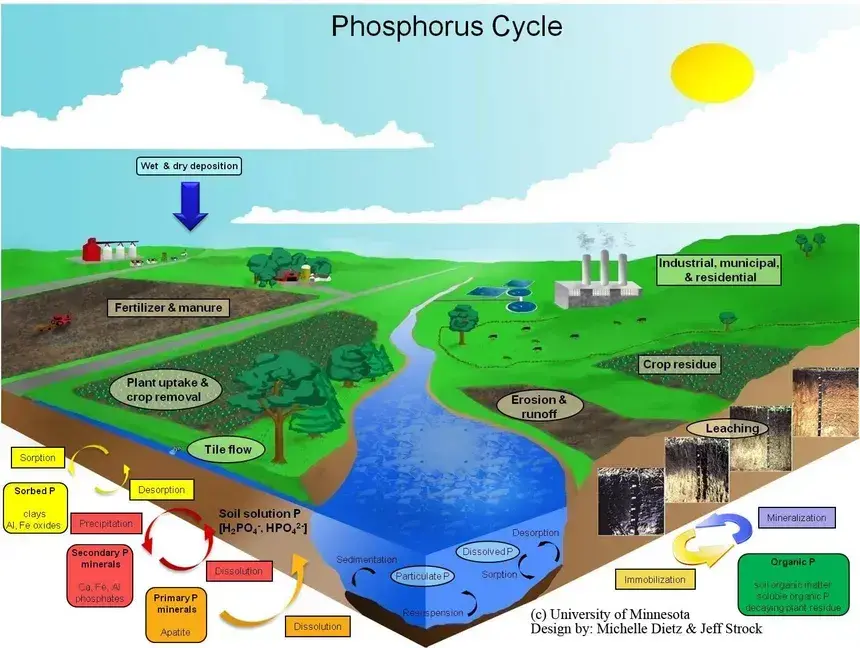 Phosphorus Cycle
Wet & dry deposition
Industrial, municipal,
& residential
Fertilizer & manure
Crop residue
Plant uptake &
crop removal
Erosion &
runoff
Leaching
Tile flow
Sorption
Desorption
Sorbed P
clays
Al, Fe oxides
Precipitation
Soil solution P
[H₂PO₄⁻, HPO₄²⁻]
Secondary P
minerals
Ca, Fe, Al
phosphates
Dissolution
Primary P
minerals
Apatite
Dissolution
Sedimentation
Particulate P
Resuspension
Dissolved P
Desorption
Sorption
Mineralization
Immobilization
Organic P
soil organic matter
soluble organic P
decaying plant residue
(c) University of Minnesota
Design by: Michelle Dietz & Jeff Strock